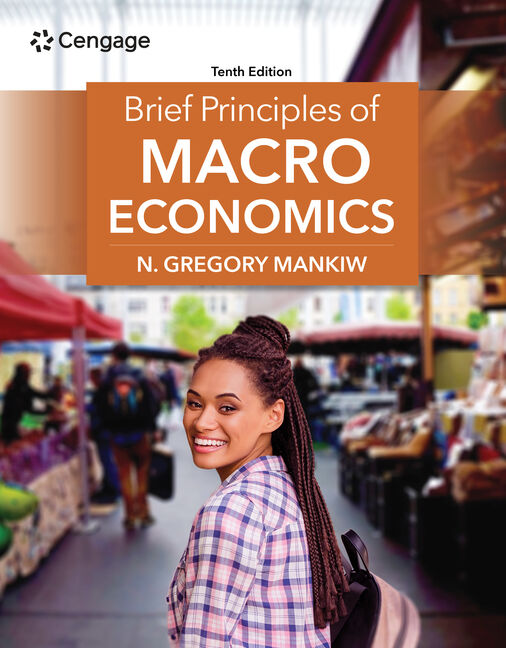 Cengage
Tenth Edition
Brief Principles of
MACRO
ECONOMICS
N. GREGORY MANKIW